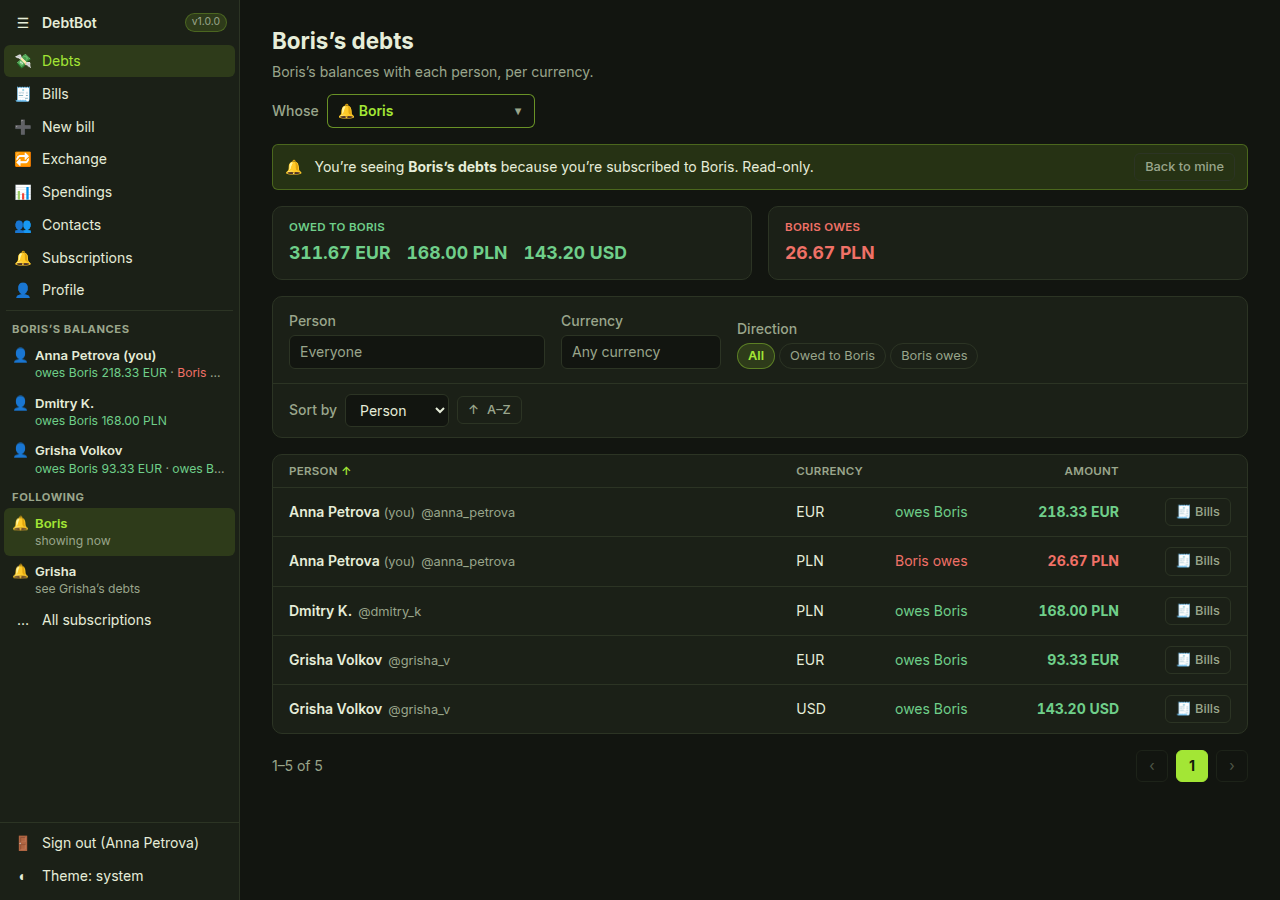 DebtBot
v1.0.0
Debts
Bills
New bill
Exchange
Spendings
Contacts
Subscriptions
Profile
BORIS'S BALANCES
Anna Petrova (you)
owes Boris 218.33 EUR · Boris ...
Dmitry K.
owes Boris 168.00 PLN
Grisha Volkov
owes Boris 93.33 EUR · owes B...
FOLLOWING
Boris
showing now
Grisha
see Grisha's debts
... All subscriptions
Sign out (Anna Petrova)
Theme: system
Boris’s debts
Boris’s balances with each person, per currency.
Whose Boris
You’re seeing Boris’s debts because you’re subscribed to Boris. Read-only. Back to mine
OWED TO BORIS
311.67 EUR 168.00 PLN 143.20 USD
BORIS OWES
26.67 PLN
Person
Everyone
Currency
Any currency
Direction
All Owed to Boris Boris owes
Sort by Person ↑ A–Z
PERSON ↑ CURRENCY AMOUNT
Anna Petrova (you) @anna_petrova EUR owes Boris 218.33 EUR Bills
Anna Petrova (you) @anna_petrova PLN Boris owes 26.67 PLN Bills
Dmitry K. @dmitry_k PLN owes Boris 168.00 PLN Bills
Grisha Volkov @grisha_v EUR owes Boris 93.33 EUR Bills
Grisha Volkov @grisha_v USD owes Boris 143.20 USD Bills
1–5 of 5 ‹ 1 ›